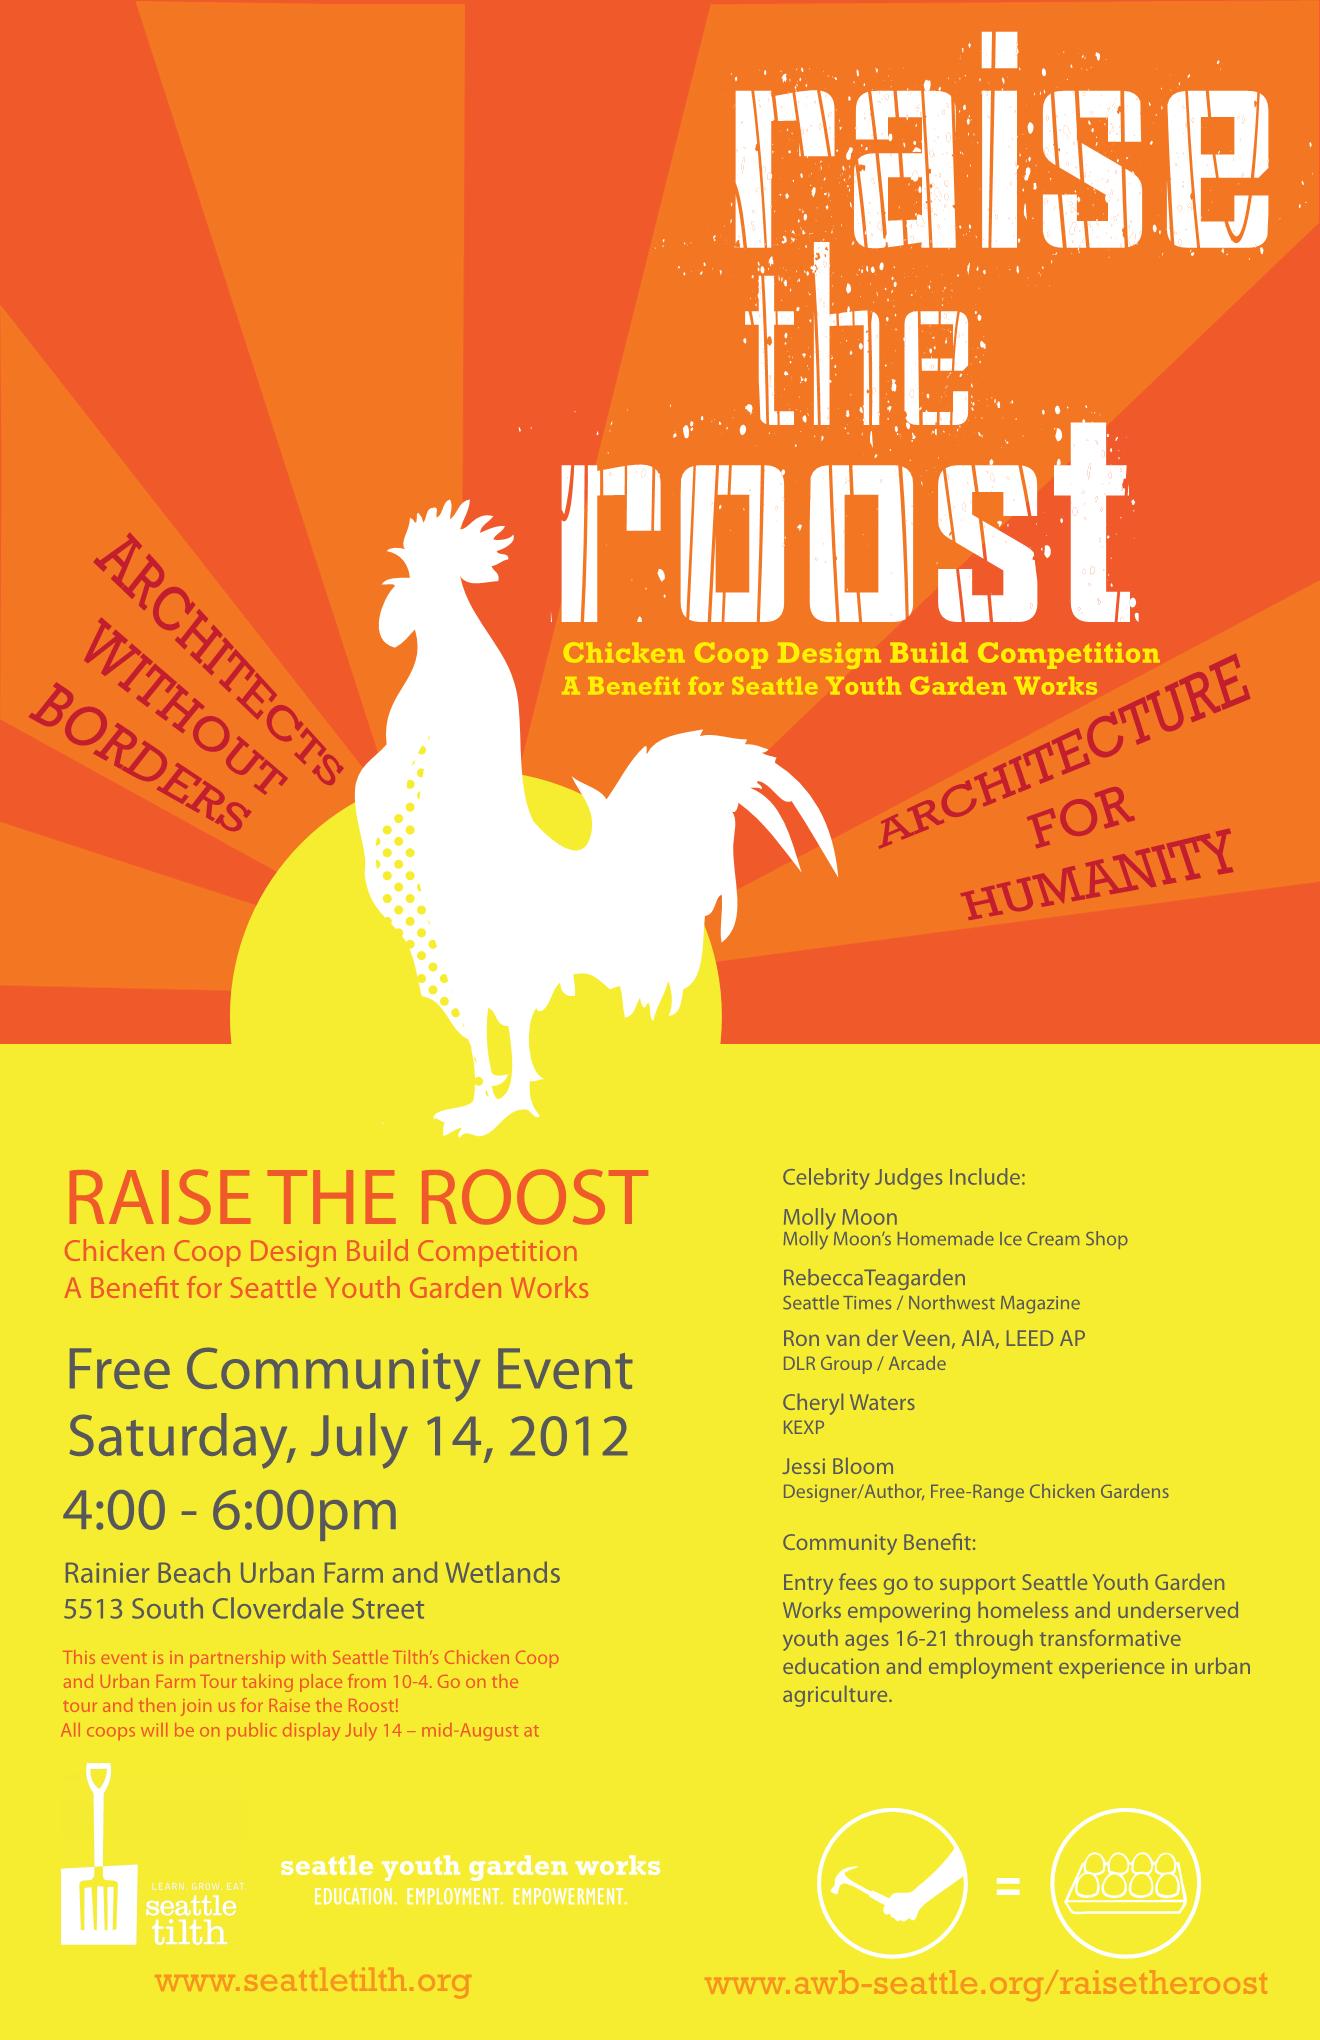 raise
the
roost
Chicken Coop Design Build Competition
A Benefit for Seattle Youth Garden Works
ARCHITECTS
WITHOUT
BORDERS
ARCHITECTURE
FOR
HUMANITY
RAISE THE ROOST
Chicken Coop Design Build Competition
A Benefit for Seattle Youth Garden Works
Free Community Event
Saturday, July 14, 2012
4:00 - 6:00pm
Rainier Beach Urban Farm and Wetlands
5513 South Cloverdale Street
This event is in partnership with Seattle Tilth's Chicken Coop
and Urban Farm Tour taking place from 10-4. Go on the
tour and then join us for Raise the Roost!
All coops will be on public display July 14 – mid-August at
Celebrity Judges Include:
Molly Moon
Molly Moon's Homemade Ice Cream Shop
RebeccaTeagarden
Seattle Times / Northwest Magazine
Ron van der Veen, AIA, LEED AP
DLR Group / Arcade
Cheryl Waters
KEXP
Jessi Bloom
Designer/Author, Free-Range Chicken Gardens
Community Benefit:
Entry fees go to support Seattle Youth Garden
Works empowering homeless and underserved
youth ages 16-21 through transformative
education and employment experience in urban
agriculture.
LEARN. GROW. EAT.
seattle
tilth
seattle youth garden works
EDUCATION. EMPLOYMENT. EMPOWERMENT.
=
www.seattletilth.org
www.awb-seattle.org/raisetheroost